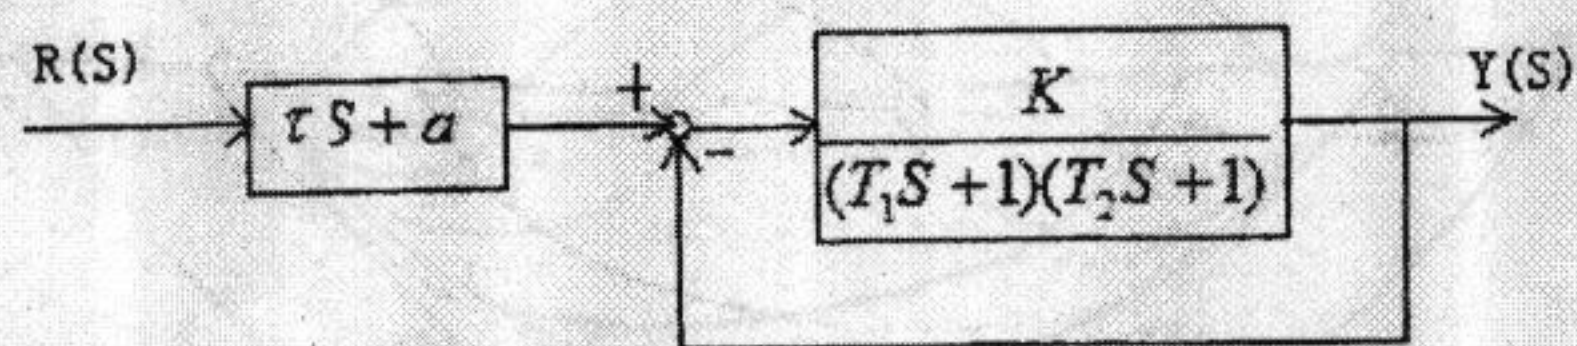 R(S)
τS+a
+
-
K
(T₁S+1)(T₂S+1)
Y(S)